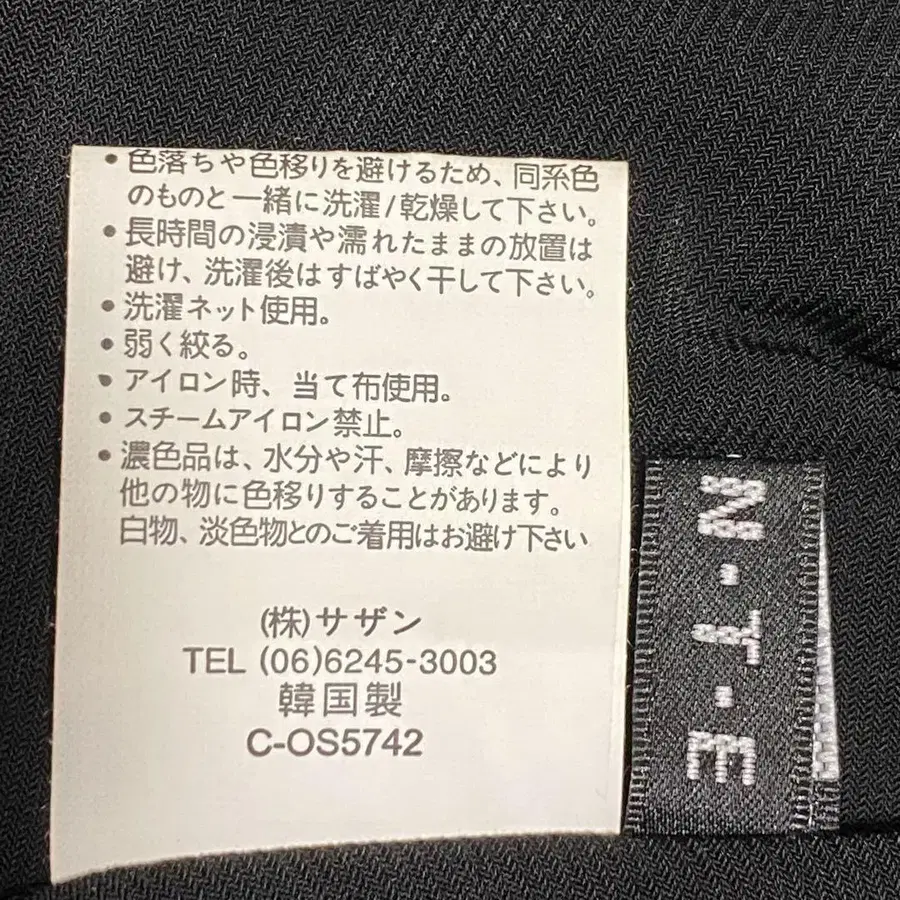 • 色落ちや色移りを避けるため、同系色
のものと一緒に洗濯/乾燥して下さい。
• 長時間の浸漬や濡れたままの放置は
避け、洗濯後はすばやく干して下さい。
• 洗濯ネット使用。
• 弱く絞る。
• アイロン時、当て布使用。
• スチームアイロン禁止。
• 濃色品は、水分や汗、摩擦などにより
他の物に色移りすることがあります。
白物、淡色物とのご着用はお避け下さい
(株)サザン
TEL (06)6245-3003
韓国製
C-OS5742
N・T・E